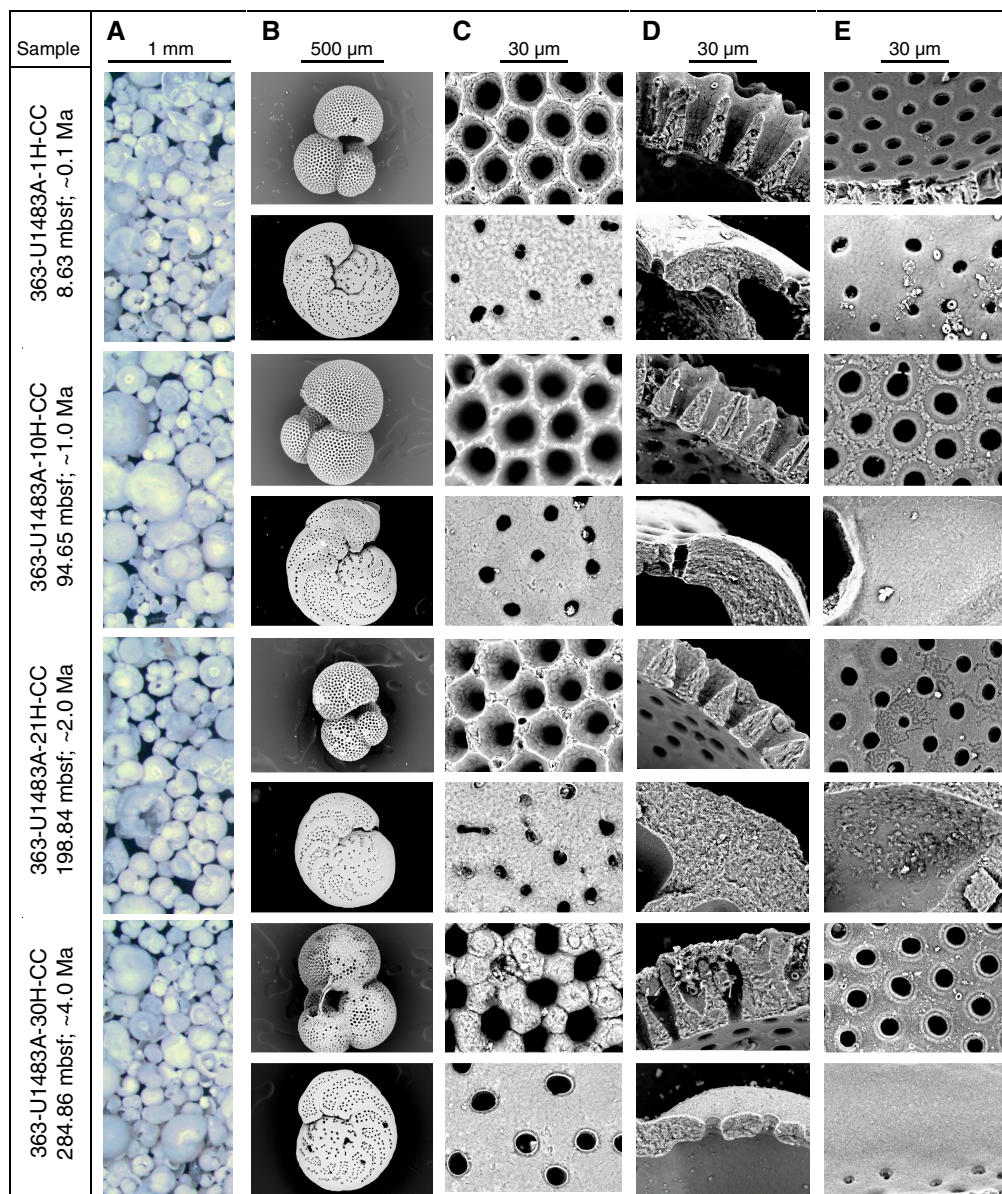 Sample
A
1 mm
B
500 µm
C
30 µm
D
30 µm
E
30 µm
363-U1483A-1H-CC
8.63 mbsf; ~0.1 Ma
363-U1483A-10H-CC
94.65 mbsf; ~1.0 Ma
363-U1483A-21H-CC
198.84 mbsf; ~2.0 Ma
363-U1483A-30H-CC
284.86 mbsf; ~4.0 Ma